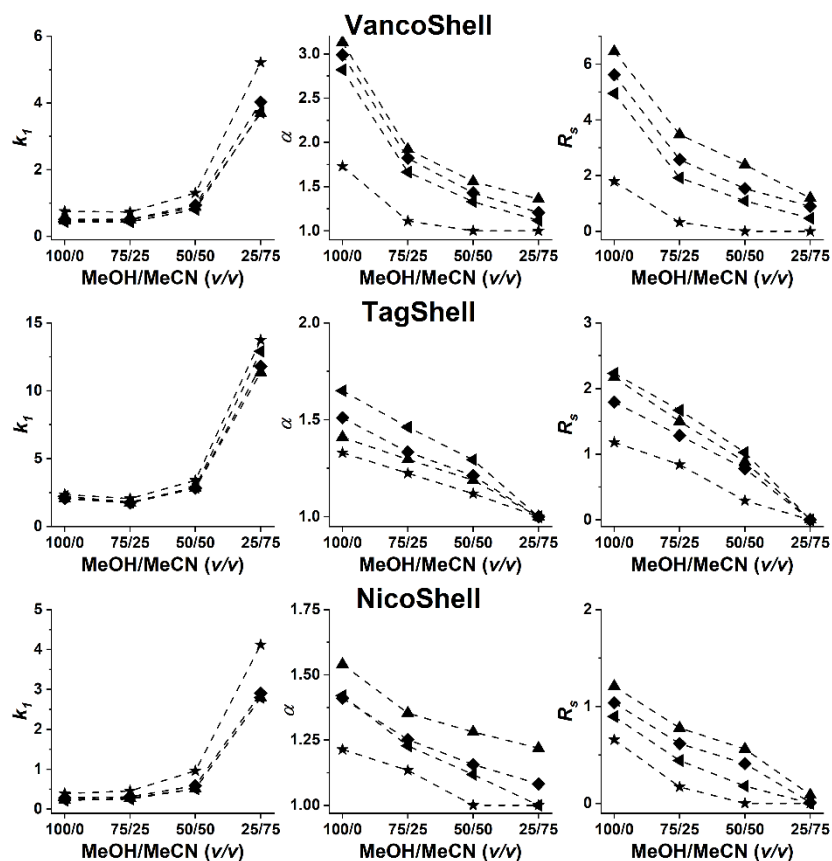 VancoShell
k1
6
4
2
0
100/0 75/25 50/50 25/75
MeOH/MeCN (v/v)
α
3.0
2.5
2.0
1.5
1.0
100/0 75/25 50/50 25/75
MeOH/MeCN (v/v)
Rs
6
4
2
0
100/0 75/25 50/50 25/75
MeOH/MeCN (v/v)
TagShell
k1
15
10
5
0
100/0 75/25 50/50 25/75
MeOH/MeCN (v/v)
α
2.0
1.5
1.0
100/0 75/25 50/50 25/75
MeOH/MeCN (v/v)
Rs
3
2
1
0
100/0 75/25 50/50 25/75
MeOH/MeCN (v/v)
NicoShell
k1
5
4
3
2
1
0
100/0 75/25 50/50 25/75
MeOH/MeCN (v/v)
α
1.75
1.50
1.25
1.00
100/0 75/25 50/50 25/75
MeOH/MeCN (v/v)
Rs
2
1
0
100/0 75/25 50/50 25/75
MeOH/MeCN (v/v)